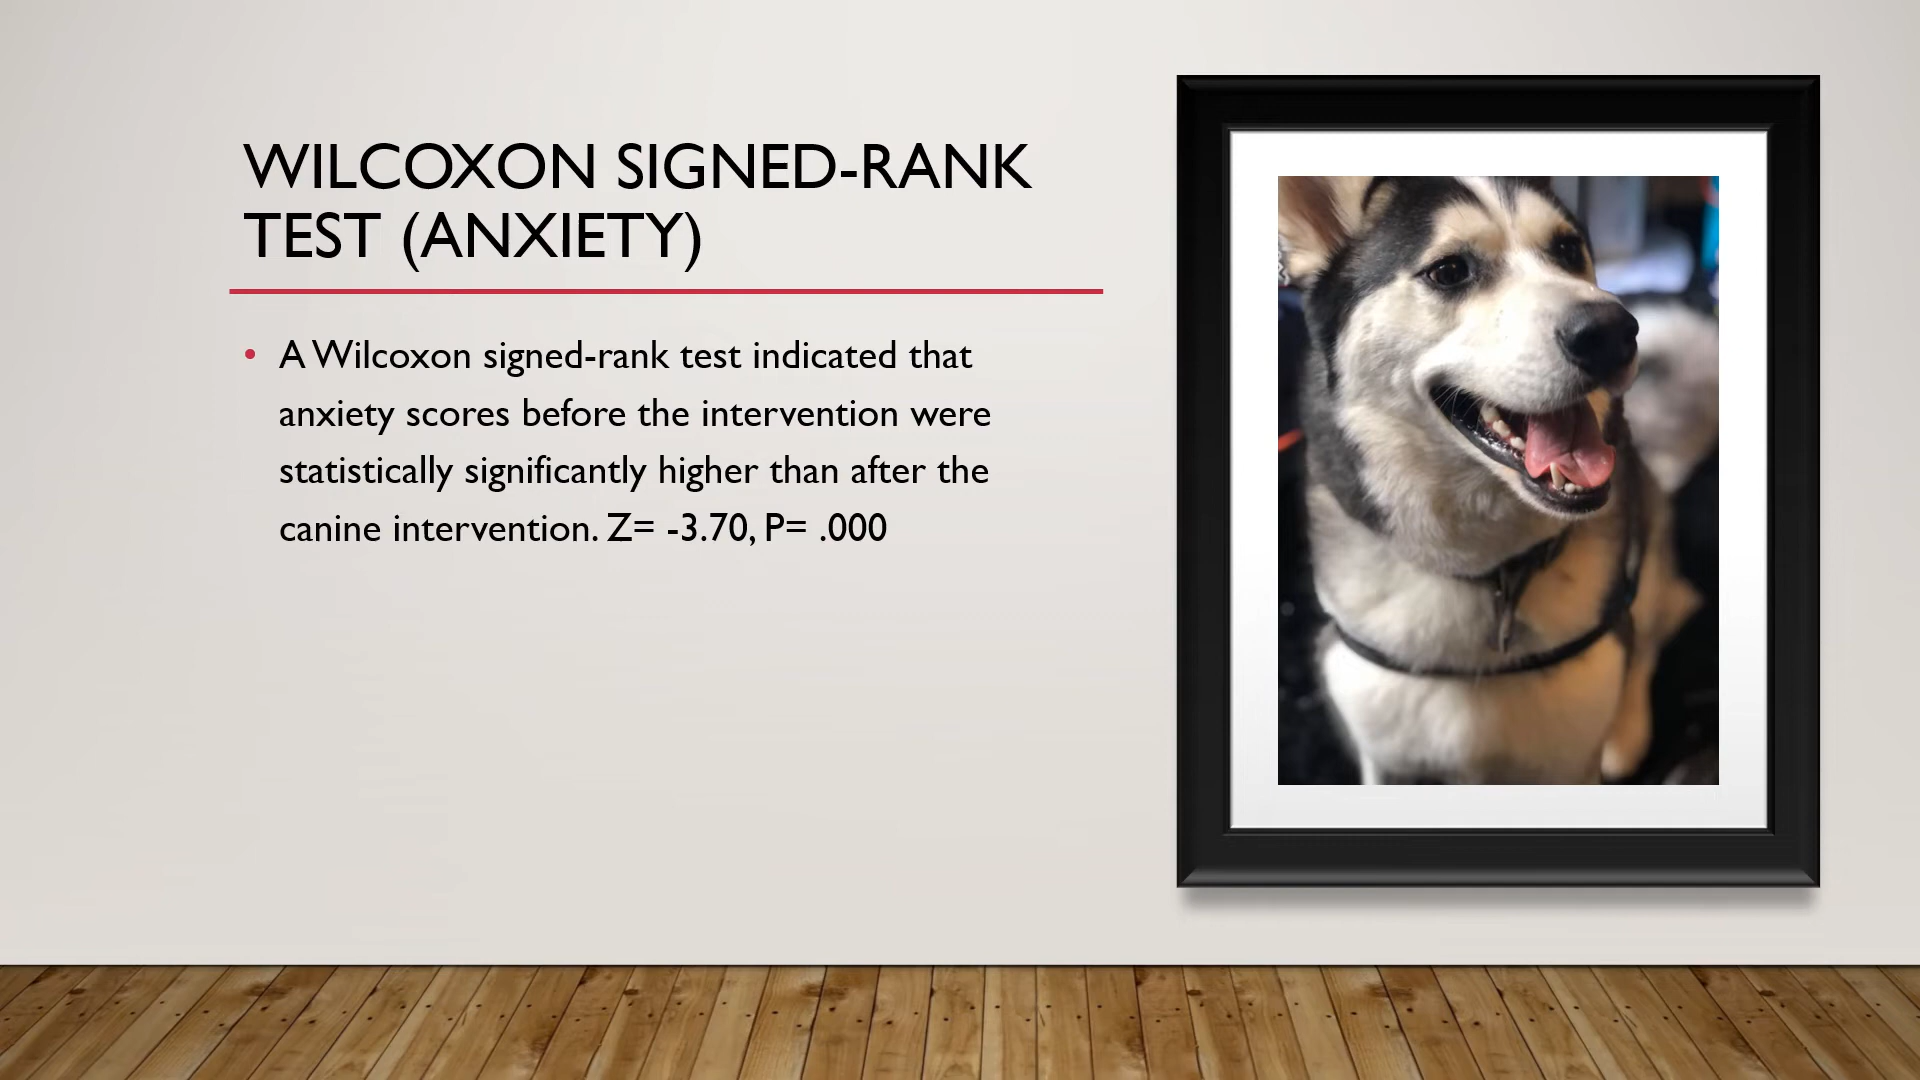 WILCOXON SIGNED-RANK
TEST (ANXIETY)
• A Wilcoxon signed-rank test indicated that
anxiety scores before the intervention were
statistically significantly higher than after the
canine intervention. Z= -3.70, P= .000